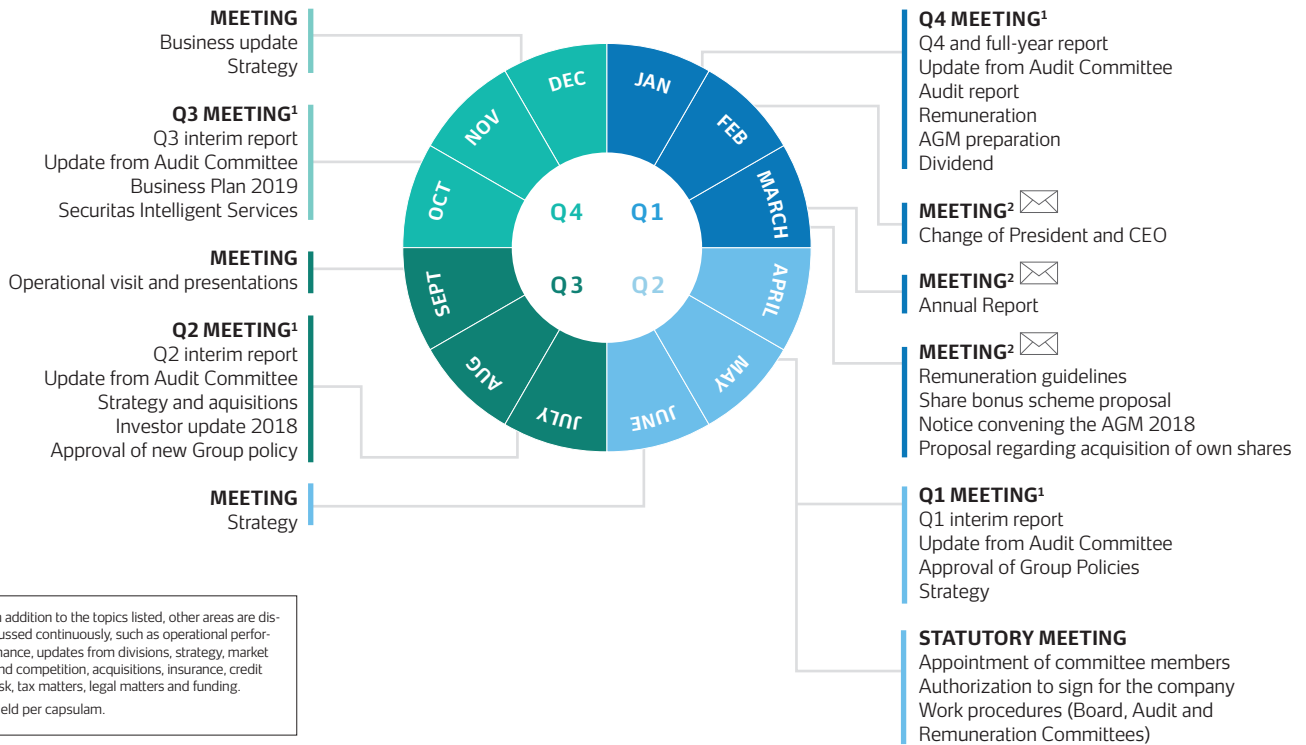 MEETING
Business update
Strategy
Q3 MEETING¹
Q3 interim report
Update from Audit Committee
Business Plan 2019
Securitas Intelligent Services
MEETING
Operational visit and presentations
Q2 MEETING¹
Q2 interim report
Update from Audit Committee
Strategy and aquisitions
Investor update 2018
Approval of new Group policy
MEETING
Strategy
addition to the topics listed, other areas are dis-
ussed continuously, such as operational perfor-
ance, updates from divisions, strategy, market
nd competition, acquisitions, insurance, credit
sk, tax matters, legal matters and funding.
eld per capsulam.
JAN
FEB
MARCH
APRIL
MAY
JUNE
JULY
AUG
SEPT
OCT
NOV
DEC
Q4 Q1
Q3 Q2
Q4 MEETING¹
Q4 and full-year report
Update from Audit Committee
Audit report
Remuneration
AGM preparation
Dividend
MEETING²
Change of President and CEO
MEETING²
Annual Report
MEETING²
Remuneration guidelines
Share bonus scheme proposal
Notice convening the AGM 2018
Proposal regarding acquisition of own shares
Q1 MEETING¹
Q1 interim report
Update from Audit Committee
Approval of Group Policies
Strategy
STATUTORY MEETING
Appointment of committee members
Authorization to sign for the company
Work procedures (Board, Audit and
Remuneration Committees)